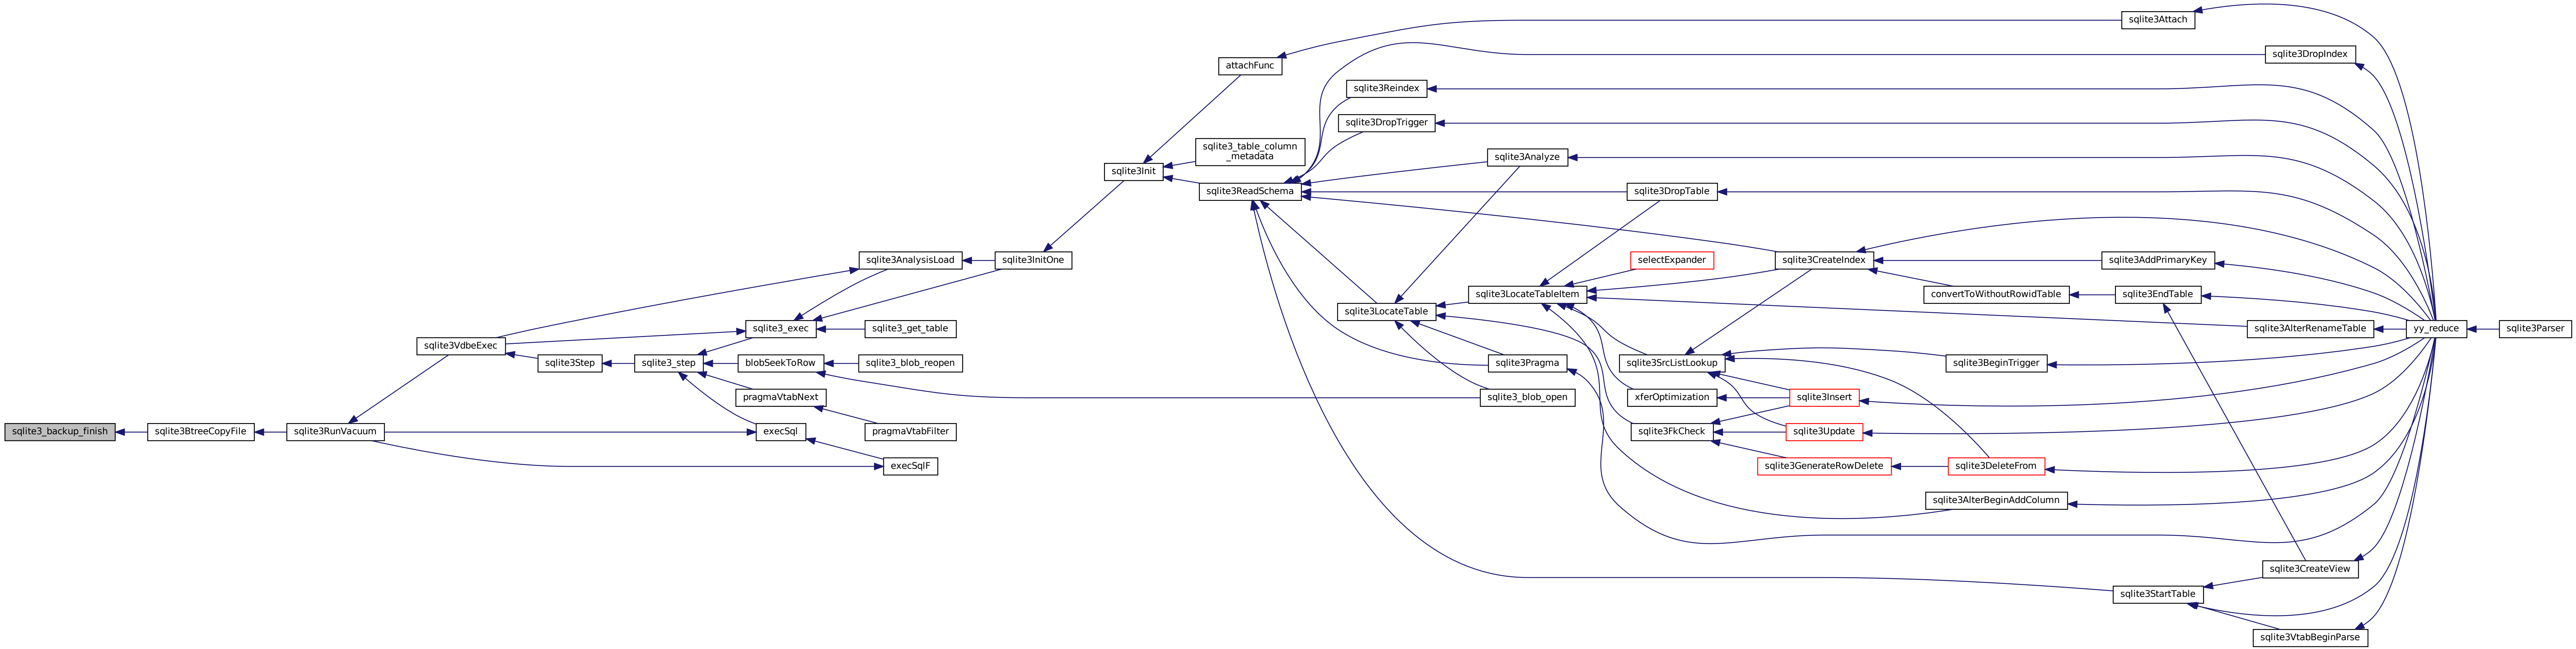 sqlite3Attach
sqlite3DropIndex
attachFunc
sqlite3Reindex
sqlite3DropTrigger
sqlite3_table_column
_metadata
sqlite3Analyze
sqlite3Init
sqlite3ReadSchema
sqlite3DropTable
sqlite3AnalysisLoad
sqlite3InitOne
selectExpander
sqlite3CreateIndex
sqlite3AddPrimaryKey
sqlite3LocateTableItem
convertToWithoutRowidTable
sqlite3EndTable
sqlite3LocateTable
sqlite3_exec
sqlite3_get_table
sqlite3AlterRenameTable
yy_reduce
sqlite3Parser
sqlite3VdbeExec
sqlite3Step
sqlite3_step
blobSeekToRow
sqlite3_blob_reopen
sqlite3Pragma
sqlite3SrcListLookup
sqlite3BeginTrigger
pragmaVtabNext
sqlite3_blob_open
xferOptimization
sqlite3Insert
sqlite3_backup_finish
sqlite3BtreeCopyFile
sqlite3RunVacuum
execSql
pragmaVtabFilter
sqlite3FkCheck
sqlite3Update
execSqlF
sqlite3GenerateRowDelete
sqlite3DeleteFrom
sqlite3AlterBeginAddColumn
sqlite3CreateView
sqlite3StartTable
sqlite3VtabBeginParse